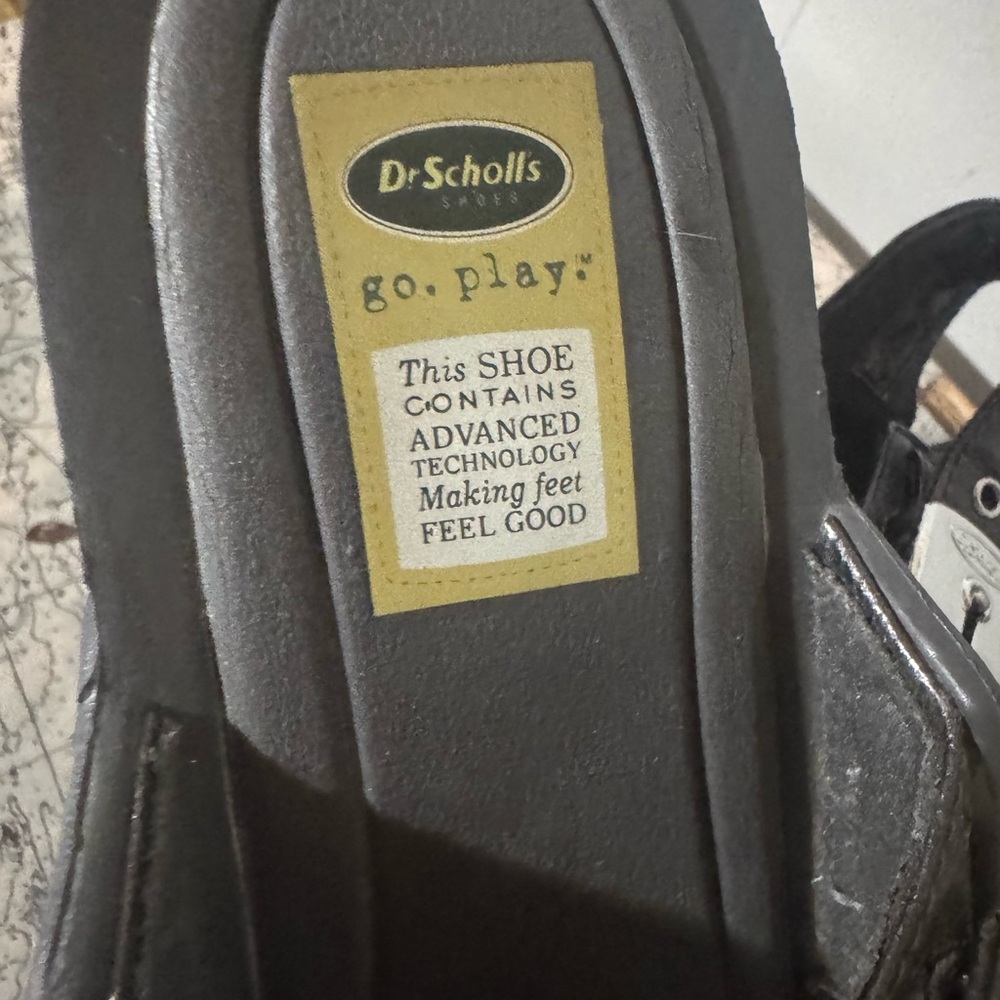 Dr Scholl's
SHOES
go. play.™
This SHOE
CONTAINS
ADVANCED
TECHNOLOGY
Making feet
FEEL GOOD